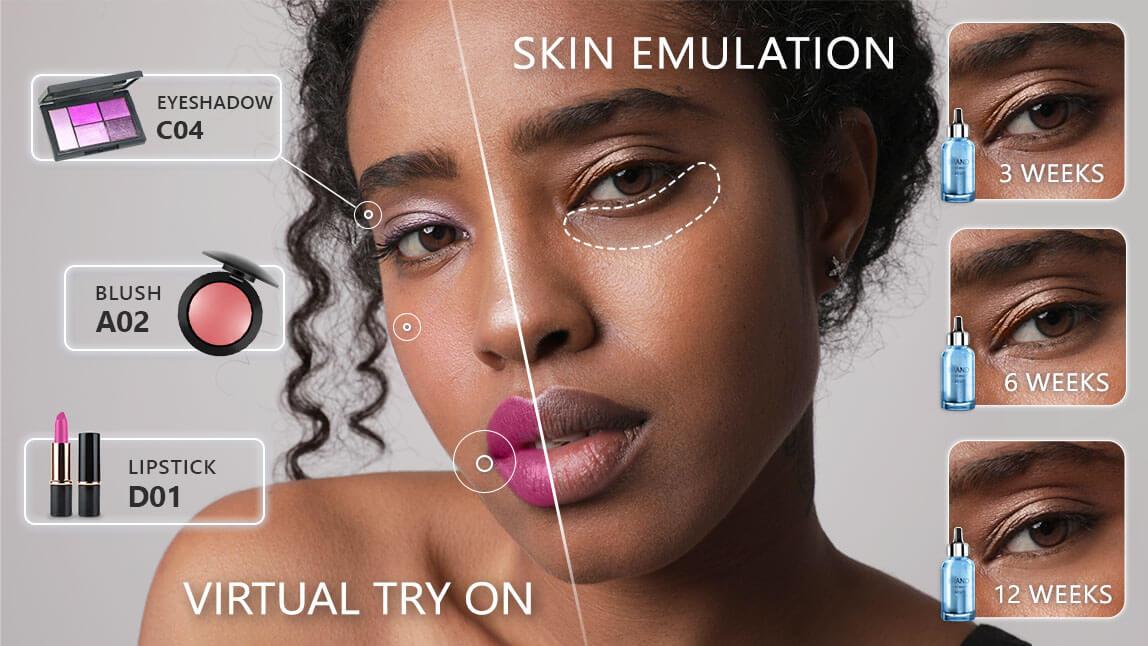 SKIN EMULATION
EYESHADOW
C04
BLUSH
A02
LIPSTICK
D01
VIRTUAL TRY ON
3 WEEKS
6 WEEKS
12 WEEKS